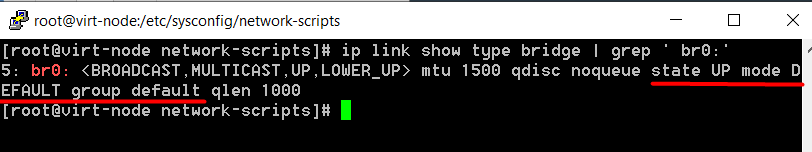 root@virt-node:/etc/sysconfig/network-scripts
[root@virt-node network-scripts]# ip link show type bridge | grep ' br0:'
5: br0: <BROADCAST,MULTICAST,UP,LOWER_UP> mtu 1500 qdisc noqueue state UP mode D
EFAULT group default qlen 1000
[root@virt-node network-scripts]#